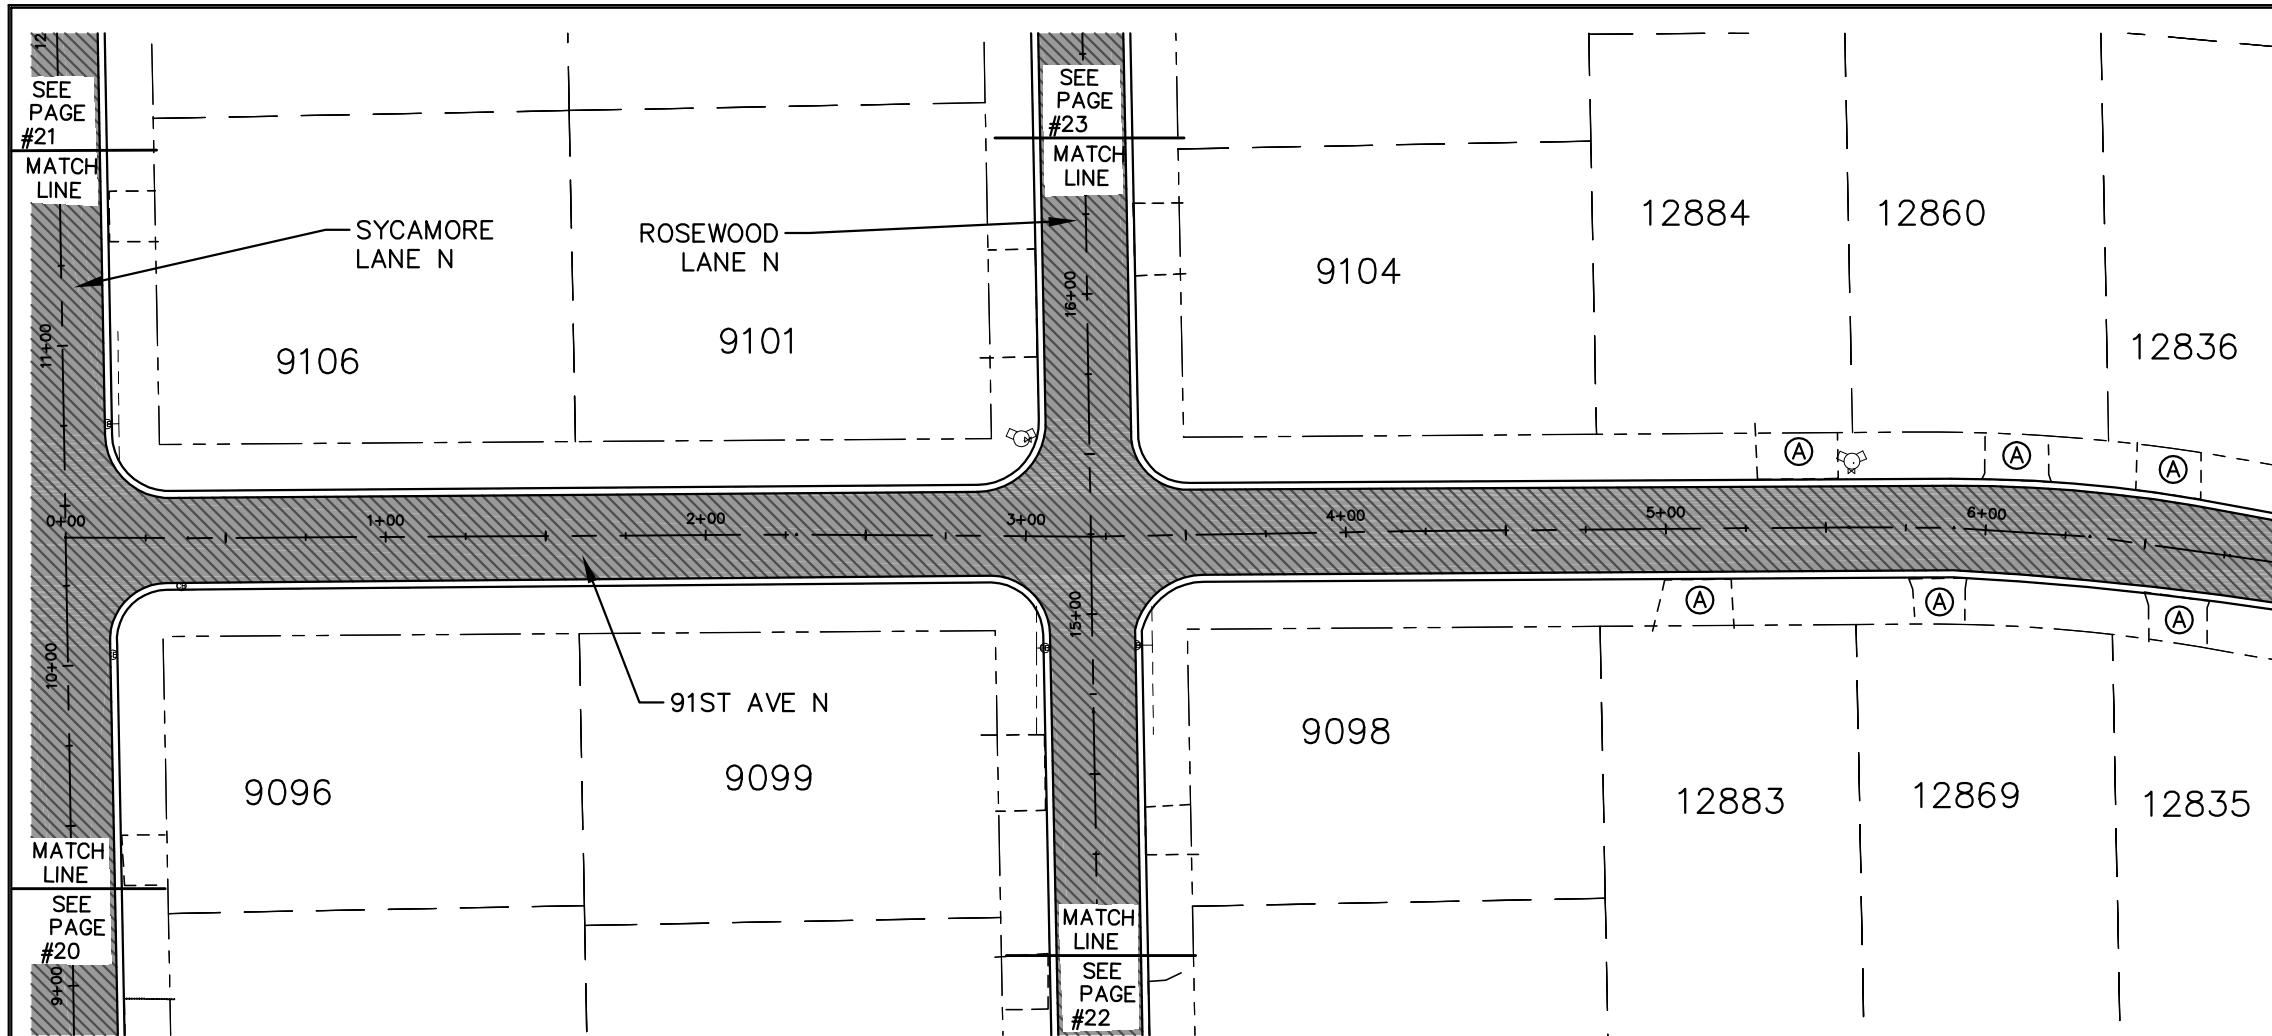 12
SEE
PAGE
#21
MATCH
LINE
SEE
PAGE
#23
MATCH
LINE
SYCAMORE
LANE N
ROSEWOOD
LANE N
12884
12860
9104
16+00
11+00
9106
9101
12836
A
A
A
0+00
1+00
2+00
3+00
4+00
5+00
6+00
A
A
A
15+00
10+00
91ST AVE N
9096
9099
9098
12883
12869
12835
MATCH
LINE
SEE
PAGE
#20
9+00
MATCH
LINE
SEE
PAGE
#22